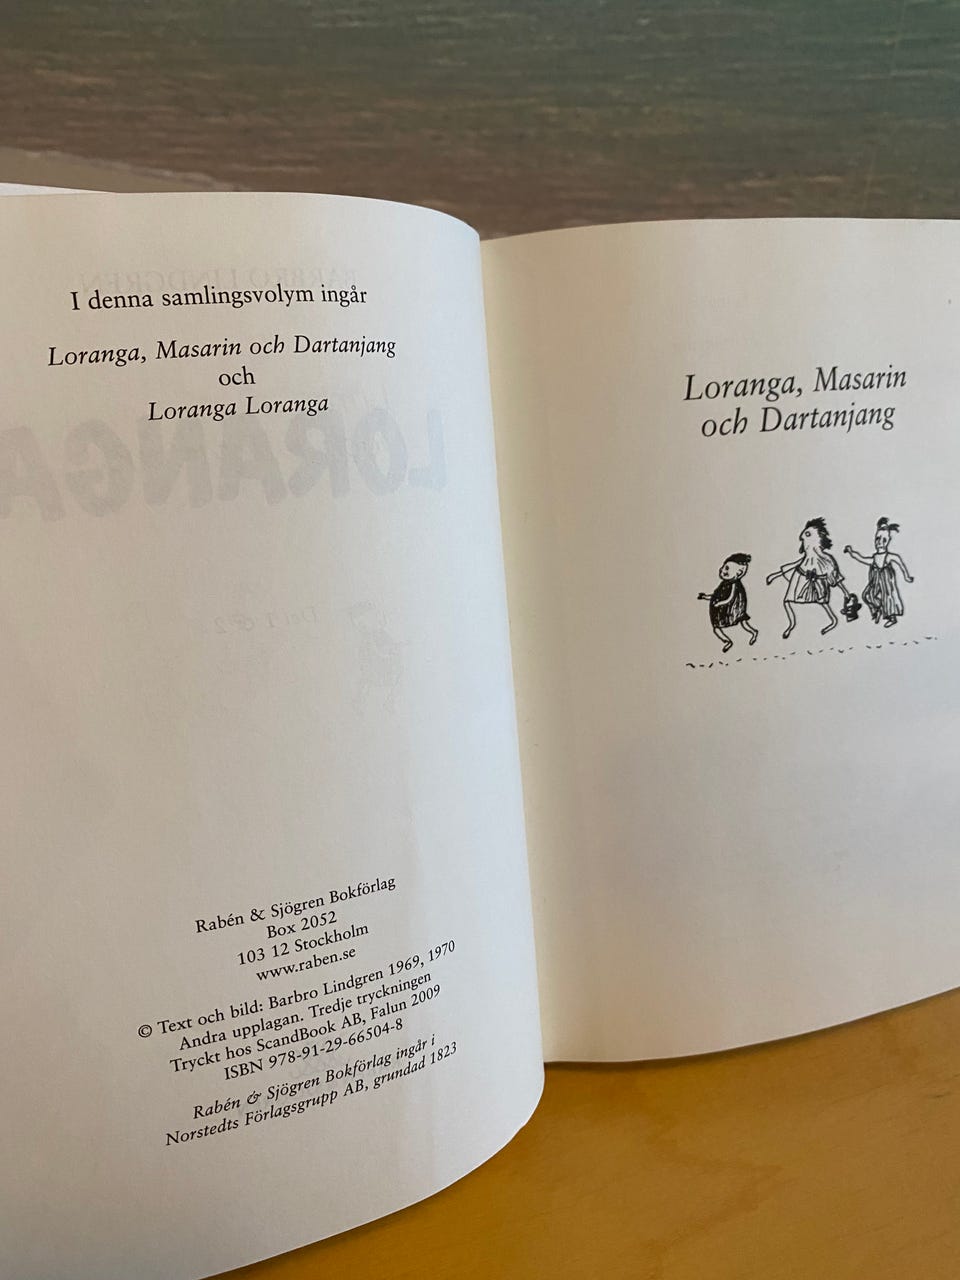 I denna samlingsvolym ingår
Loranga, Masarin och Dartanjang
och
Loranga Loranga
Rabén & Sjögren Bokförlag
Box 2052
103 12 Stockholm
www.raben.se
© Text och bild: Barbro Lindgren 1969, 1970
Andra upplagan. Tredje tryckningen
Tryckt hos ScandBook AB, Falun 2009
ISBN 978-91-29-66504-8
Rabén & Sjögren Bokförlag ingår i
Norstedts Förlagsgrupp AB, grundad 1823
Loranga, Masarin
och Dartanjang